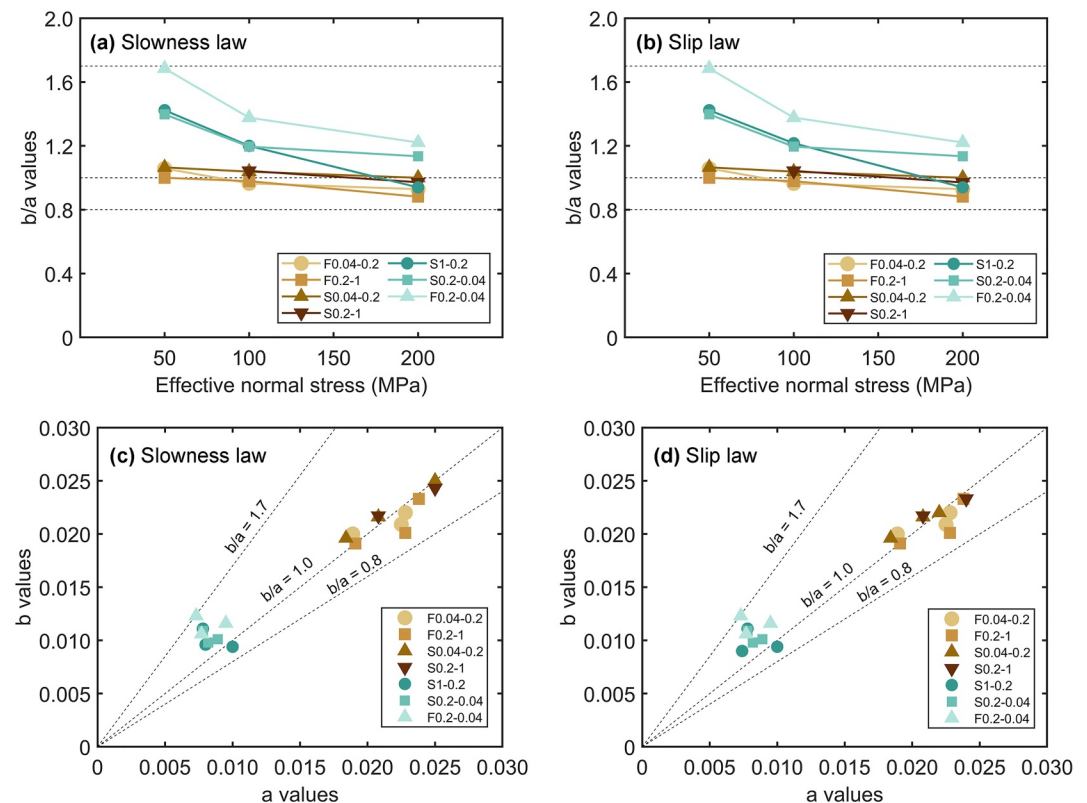 (a) Slowness law
2.0
1.6
1.2
0.8
0.4
0
b/a values
F0.04-0.2
S1-0.2
F0.2-1
S0.2-0.04
S0.04-0.2
F0.2-0.04
S0.2-1
50
100
150
200
Effective normal stress (MPa)
(b) Slip law
2.0
1.6
1.2
0.8
0.4
0
b/a values
F0.04-0.2
S1-0.2
F0.2-1
S0.2-0.04
S0.04-0.2
F0.2-0.04
S0.2-1
50
100
150
200
Effective normal stress (MPa)
(c) Slowness law
0.030
0.025
0.020
0.015
0.010
0.005
0
b values
b/a = 1.7
b/a = 1.0
b/a = 0.8
F0.04-0.2
F0.2-1
S0.04-0.2
S0.2-1
S1-0.2
S0.2-0.04
F0.2-0.04
0
0.005
0.010
0.015
0.020
0.025
0.030
a values
(d) Slip law
0.030
0.025
0.020
0.015
0.010
0.005
0
b values
b/a = 1.7
b/a = 1.0
b/a = 0.8
F0.04-0.2
F0.2-1
S0.04-0.2
S0.2-1
S1-0.2
S0.2-0.04
F0.2-0.04
0
0.005
0.010
0.015
0.020
0.025
0.030
a values